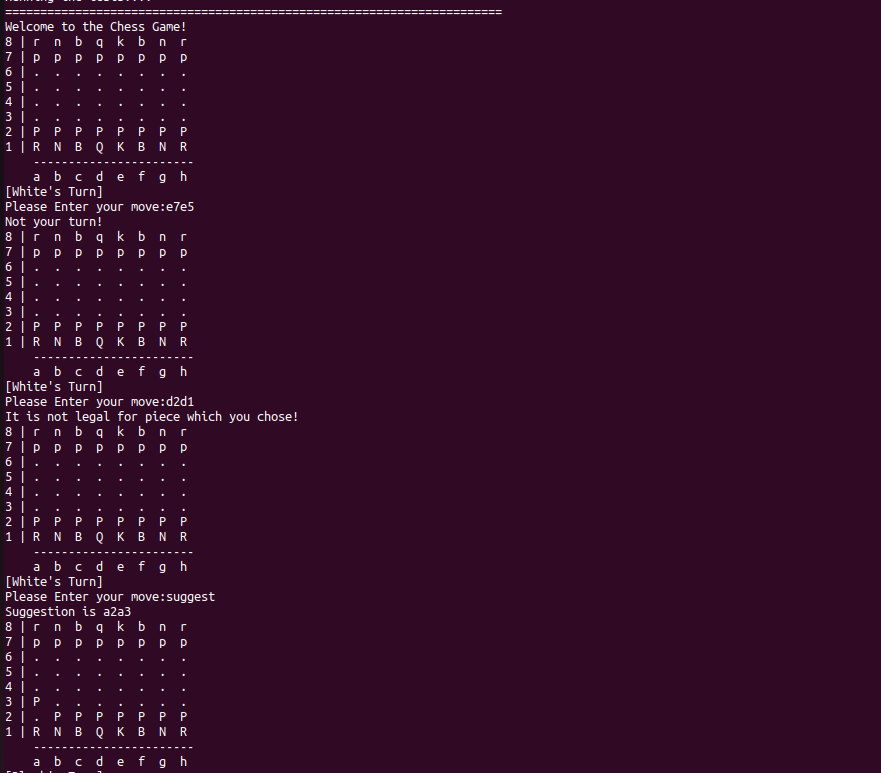 ======================================================================
Welcome to the Chess Game!
8 | r  n  b  q  k  b  n  r
7 | p  p  p  p  p  p  p  p
6 | .  .  .  .  .  .  .  .
5 | .  .  .  .  .  .  .  .
4 | .  .  .  .  .  .  .  .
3 | .  .  .  .  .  .  .  .
2 | P  P  P  P  P  P  P  P
1 | R  N  B  Q  K  B  N  R
    -----------------------
    a  b  c  d  e  f  g  h
[White's Turn]
Please Enter your move:e7e5
Not your turn!
8 | r  n  b  q  k  b  n  r
7 | p  p  p  p  p  p  p  p
6 | .  .  .  .  .  .  .  .
5 | .  .  .  .  .  .  .  .
4 | .  .  .  .  .  .  .  .
3 | .  .  .  .  .  .  .  .
2 | P  P  P  P  P  P  P  P
1 | R  N  B  Q  K  B  N  R
    -----------------------
    a  b  c  d  e  f  g  h
[White's Turn]
Please Enter your move:d2d1
It is not legal for piece which you chose!
8 | r  n  b  q  k  b  n  r
7 | p  p  p  p  p  p  p  p
6 | .  .  .  .  .  .  .  .
5 | .  .  .  .  .  .  .  .
4 | .  .  .  .  .  .  .  .
3 | .  .  .  .  .  .  .  .
2 | P  P  P  P  P  P  P  P
1 | R  N  B  Q  K  B  N  R
    -----------------------
    a  b  c  d  e  f  g  h
[White's Turn]
Please Enter your move:suggest
Suggestion is a2a3
8 | r  n  b  q  k  b  n  r
7 | p  p  p  p  p  p  p  p
6 | .  .  .  .  .  .  .  .
5 | .  .  .  .  .  .  .  .
4 | .  .  .  .  .  .  .  .
3 | P  .  .  .  .  .  .  .
2 | .  P  P  P  P  P  P  P
1 | R  N  B  Q  K  B  N  R
    -----------------------
    a  b  c  d  e  f  g  h